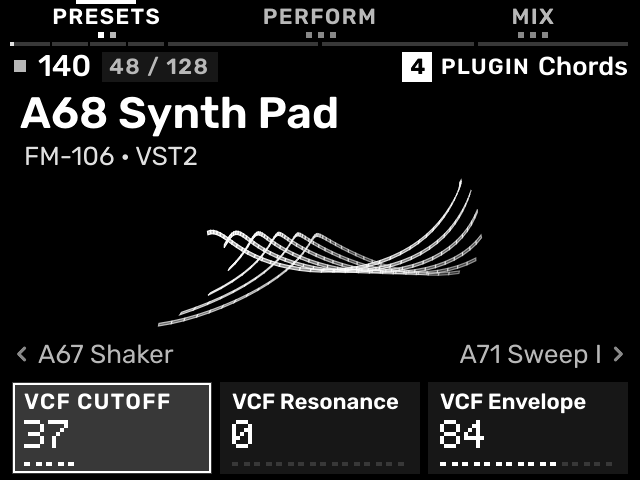 PRESETS PERFORM MIX
140 48 / 128 4 PLUGIN Chords
A68 Synth Pad
FM-106 • VST2
< A67 Shaker A71 Sweep I >
VCF CUTOFF VCF Resonance VCF Envelope
37 0 84